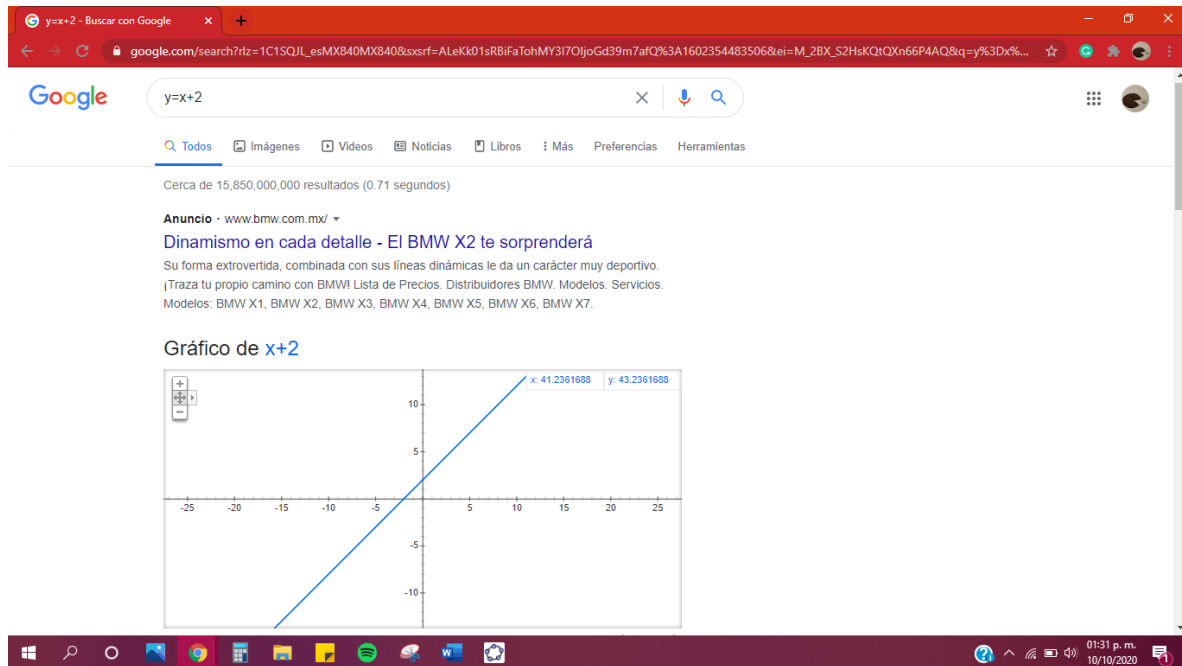 y=x+2 - Buscar con Google
google.com/search?rlz=1C1SQJL_esMX840MX840&sxsrf=ALeKk01sRBiFaTohMY3I7OIjoGd39m7afQ%3A1602354483506&ei=M_2BX_S2HsKQtQXn66P4AQ&q=y%3Dx%...
Google
y=x+2
Todos Imágenes Videos Noticias Libros Más Preferencias Herramientas
Cerca de 15,850,000,000 resultados (0.71 segundos)
Anuncio · www.bmw.com.mx/
Dinamismo en cada detalle - El BMW X2 te sorprenderá
Su forma extrovertida, combinada con sus líneas dinámicas le da un carácter muy deportivo.
¡Traza tu propio camino con BMW! Lista de Precios. Distribuidores BMW. Modelos. Servicios.
Modelos: BMW X1, BMW X2, BMW X3, BMW X4, BMW X5, BMW X6, BMW X7.
Gráfico de x+2
x: 41.2361688 y: 43.2361688
10
5
-25 -20 -15 -10 -5 5 10 15 20 25
-5
-10
01:31 p. m.
10/10/2020
1